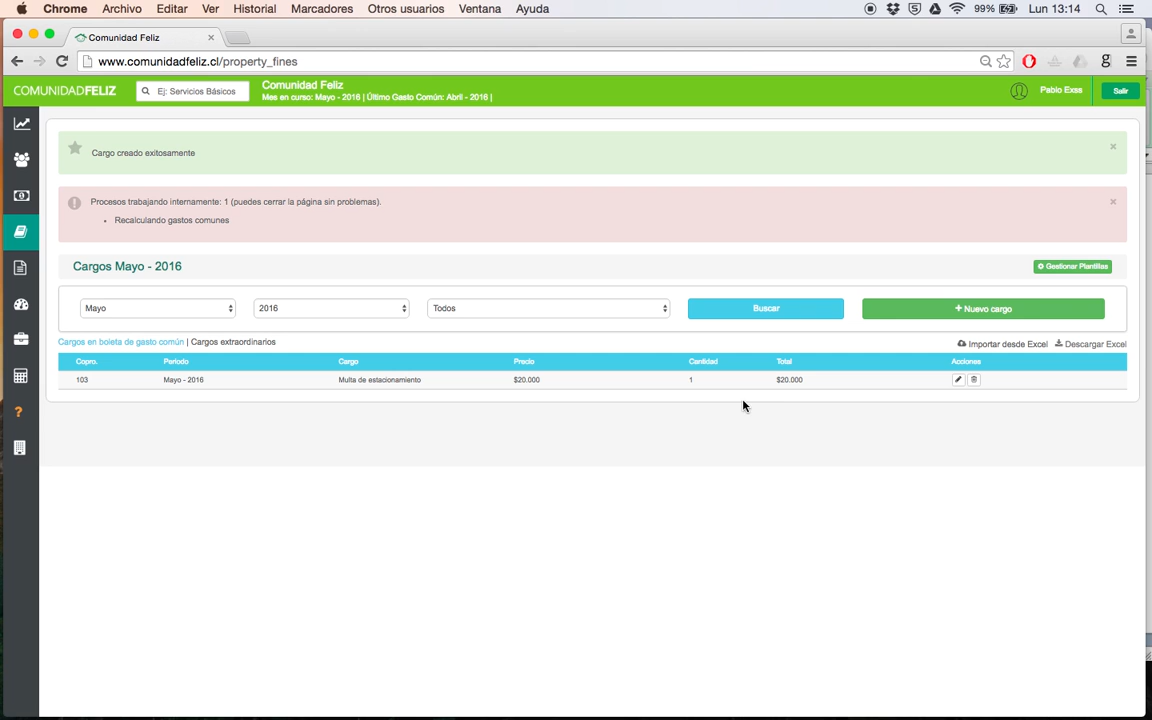 Chrome Archivo Editar Ver Historial Marcadores Otros usuarios Ventana Ayuda 99% Lun 13:14
Comunidad Feliz
www.comunidadfeliz.cl/property_fines
COMUNIDADFELIZ
Ej: Servicios Básicos
Comunidad Feliz
Mes en curso: Mayo - 2016 | Último Gasto Común: Abril - 2016 |
Pablo Exss
Salir
Cargo creado exitosamente
Procesos trabajando internamente: 1 (puedes cerrar la página sin problemas).
• Recalculando gastos comunes
Cargos Mayo - 2016
Gestionar Plantillas
Mayo 2016 Todos Buscar + Nuevo cargo
Cargos en boleta de gasto común | Cargos extraordinarios
Importar desde Excel Descargar Excel
Copro. Periodo Cargo Precio Cantidad Total Acciones
103 Mayo - 2016 Multa de estacionamiento $20.000 1 $20.000